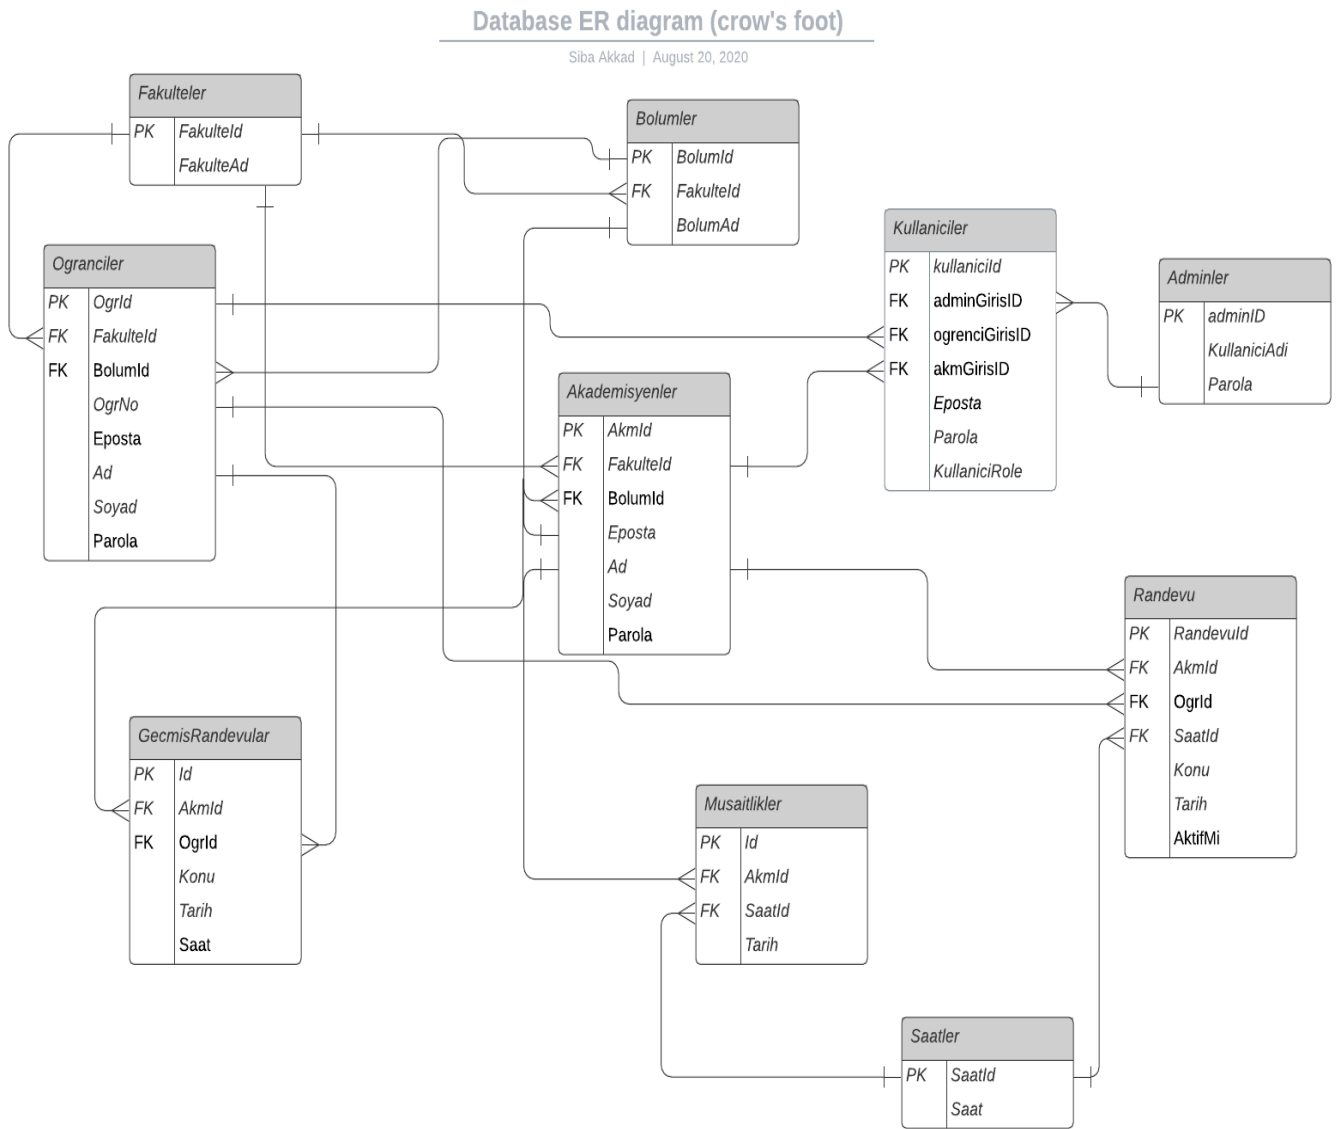 Database ER diagram (crow's foot)
Siba Akkad | August 20, 2020
Fakulteler
PK FakulteId
FakulteAd
Bolumler
PK BolumId
FK FakulteId
BolumAd
Kullaniciler
PK kullaniciId
FK adminGirisID
FK ogrenciGirisID
FK akmGirisID
Eposta
Parola
KullaniciRole
Adminler
PK adminID
KullaniciAdi
Parola
Ogranciler
PK OgrId
FK FakulteId
FK BolumId
OgrNo
Eposta
Ad
Soyad
Parola
Akademisyenler
PK AkmId
FK FakulteId
FK BolumId
Eposta
Ad
Soyad
Parola
Randevu
PK RandevuId
FK AkmId
FK OgrId
FK SaatId
Konu
Tarih
AktifMi
GecmisRandevular
PK Id
FK AkmId
FK OgrId
Konu
Tarih
Saat
Musaitlikler
PK Id
FK AkmId
FK SaatId
Tarih
Saatler
PK SaatId
Saat